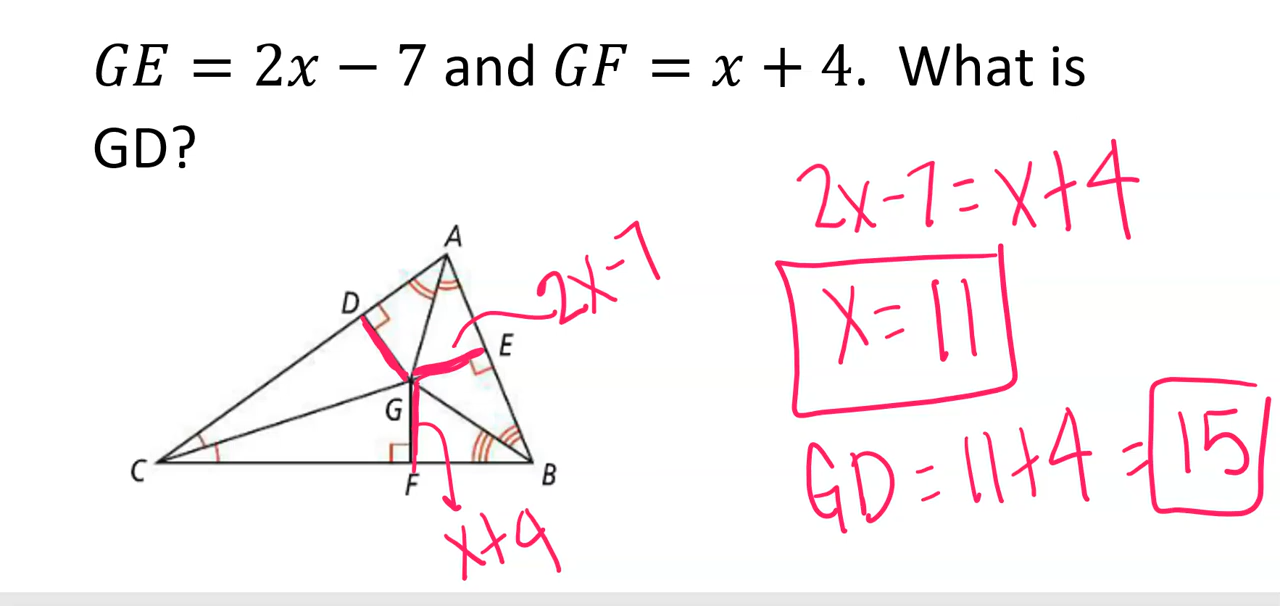 GE = 2x − 7 and GF = x + 4. What is
GD?
2x-7=x+4
A
2x-7
D
x=11
E
G
GD=11+4=15
C
B
F
x+4